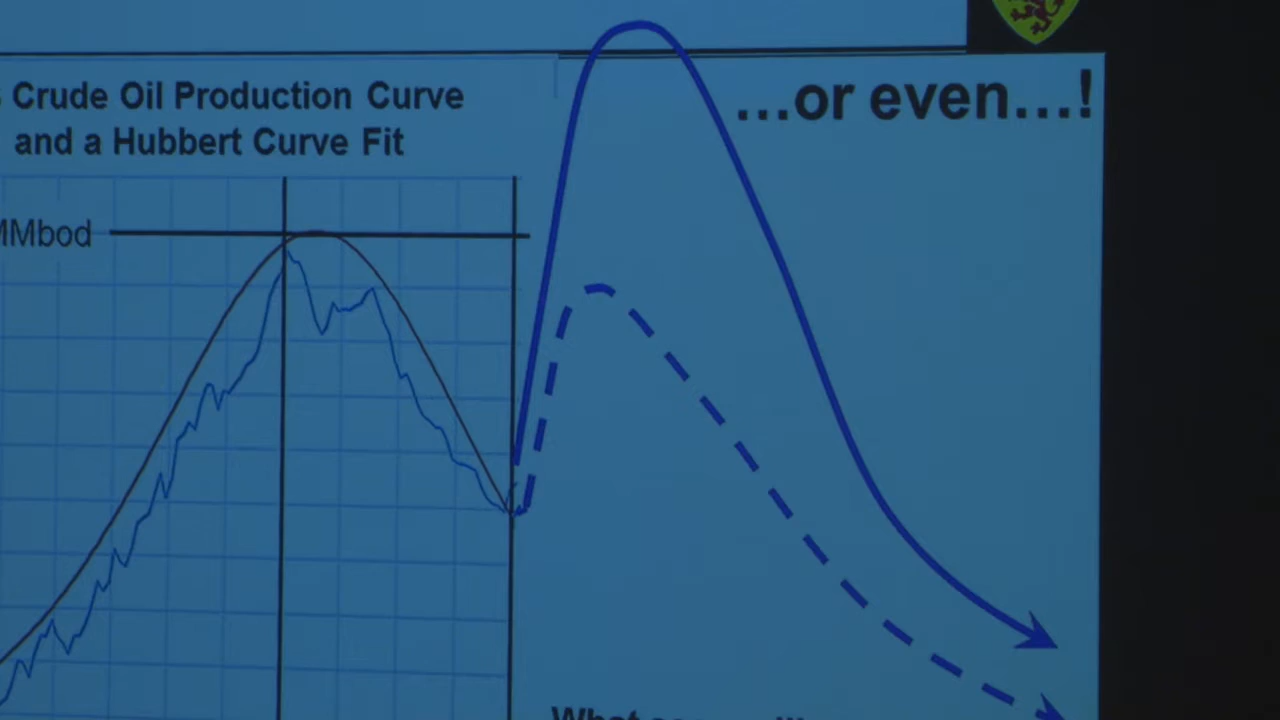 Crude Oil Production Curve
and a Hubbert Curve Fit
...or even...!
MMbod